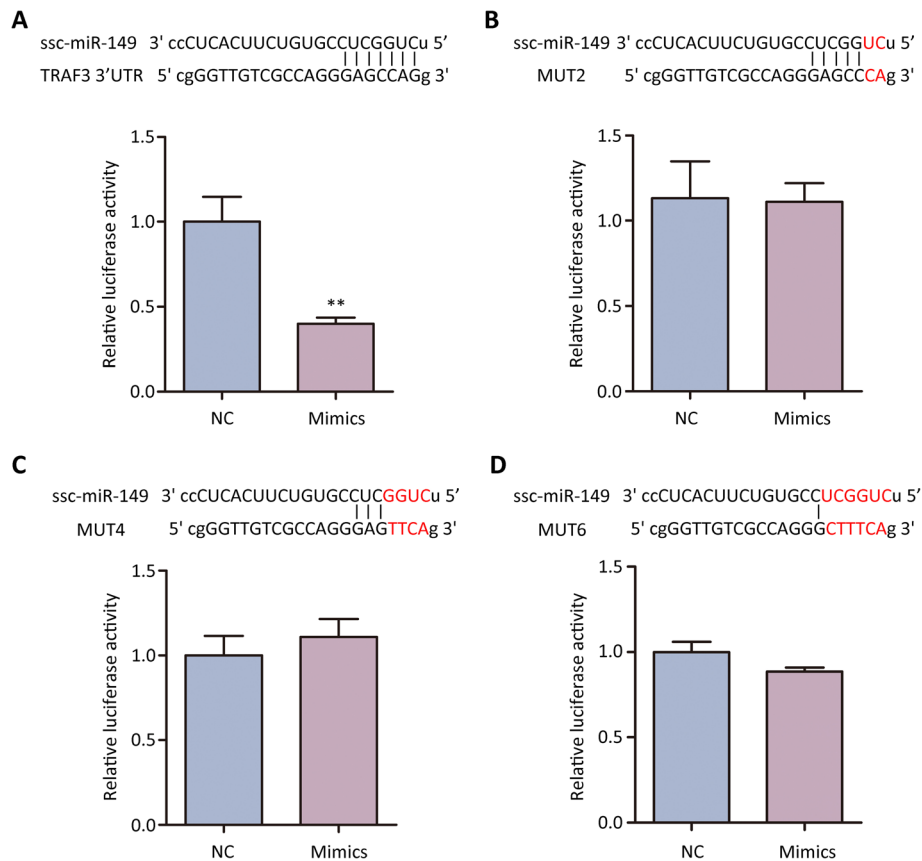 A
ssc-miR-149 3' ccCUCACUUCUGUGCCUCGGUCu 5’
TRAF3 3'UTR 5' cgGGTTGTCGCCAGGGAGCCAGg 3'
Relative luciferase activity
1.5
1.0
0.5
0.0
**
NC Mimics
B
ssc-miR-149 3' ccCUCACUUCUGUGCCUCGGUCu 5’
MUT2 5' cgGGTTGTCGCCAGGGAGCCCAg 3'
Relative luciferase activity
1.5
1.0
0.5
0.0
NC Mimics
C
ssc-miR-149 3' ccCUCACUUCUGUGCCUCGGUCu 5’
MUT4 5' cgGGTTGTCGCCAGGGAGTTCAg 3'
Relative luciferase activity
1.5
1.0
0.5
0.0
NC Mimics
D
ssc-miR-149 3' ccCUCACUUCUGUGCCUCGGUCu 5’
MUT6 5' cgGGTTGTCGCCAGGGCTTTCAg 3'
Relative luciferase activity
1.5
1.0
0.5
0.0
NC Mimics